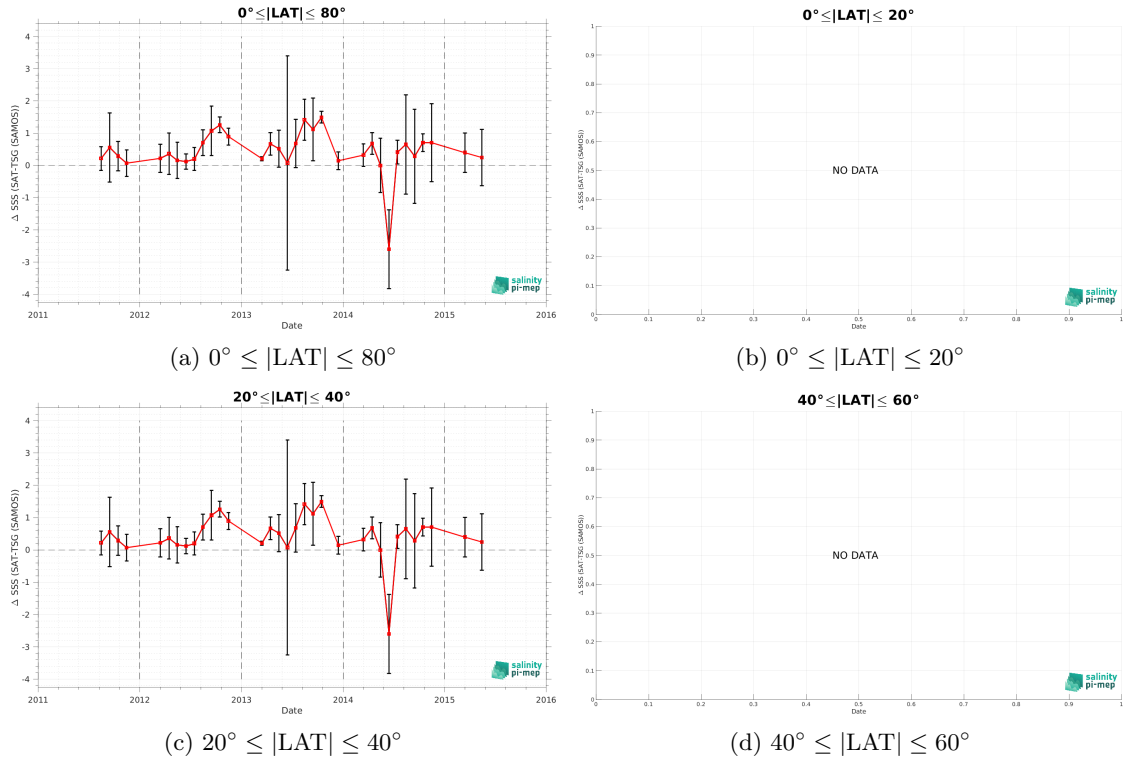 0°≤|LAT|≤ 80°
Δ SSS (SAT-TSG (SAMOS))
4
3
2
1
0
-1
-2
-3
-4
2011 2012 2013 2014 2015 2016
Date
salinity
pi-mep
(a) 0° ≤ |LAT| ≤ 80°
0°≤|LAT|≤ 20°
Δ SSS (SAT-TSG (SAMOS))
1
0.9
0.8
0.7
0.6
0.5
0.4
0.3
0.2
0.1
0
NO DATA
0 0.1 0.2 0.3 0.4 0.5 0.6 0.7 0.8 0.9 1
Date
salinity
pi-mep
(b) 0° ≤ |LAT| ≤ 20°
20°≤|LAT|≤ 40°
Δ SSS (SAT-TSG (SAMOS))
4
3
2
1
0
-1
-2
-3
-4
2011 2012 2013 2014 2015 2016
Date
salinity
pi-mep
(c) 20° ≤ |LAT| ≤ 40°
40°≤|LAT|≤ 60°
Δ SSS (SAT-TSG (SAMOS))
1
0.9
0.8
0.7
0.6
0.5
0.4
0.3
0.2
0.1
0
NO DATA
0 0.1 0.2 0.3 0.4 0.5 0.6 0.7 0.8 0.9 1
Date
salinity
pi-mep
(d) 40° ≤ |LAT| ≤ 60°